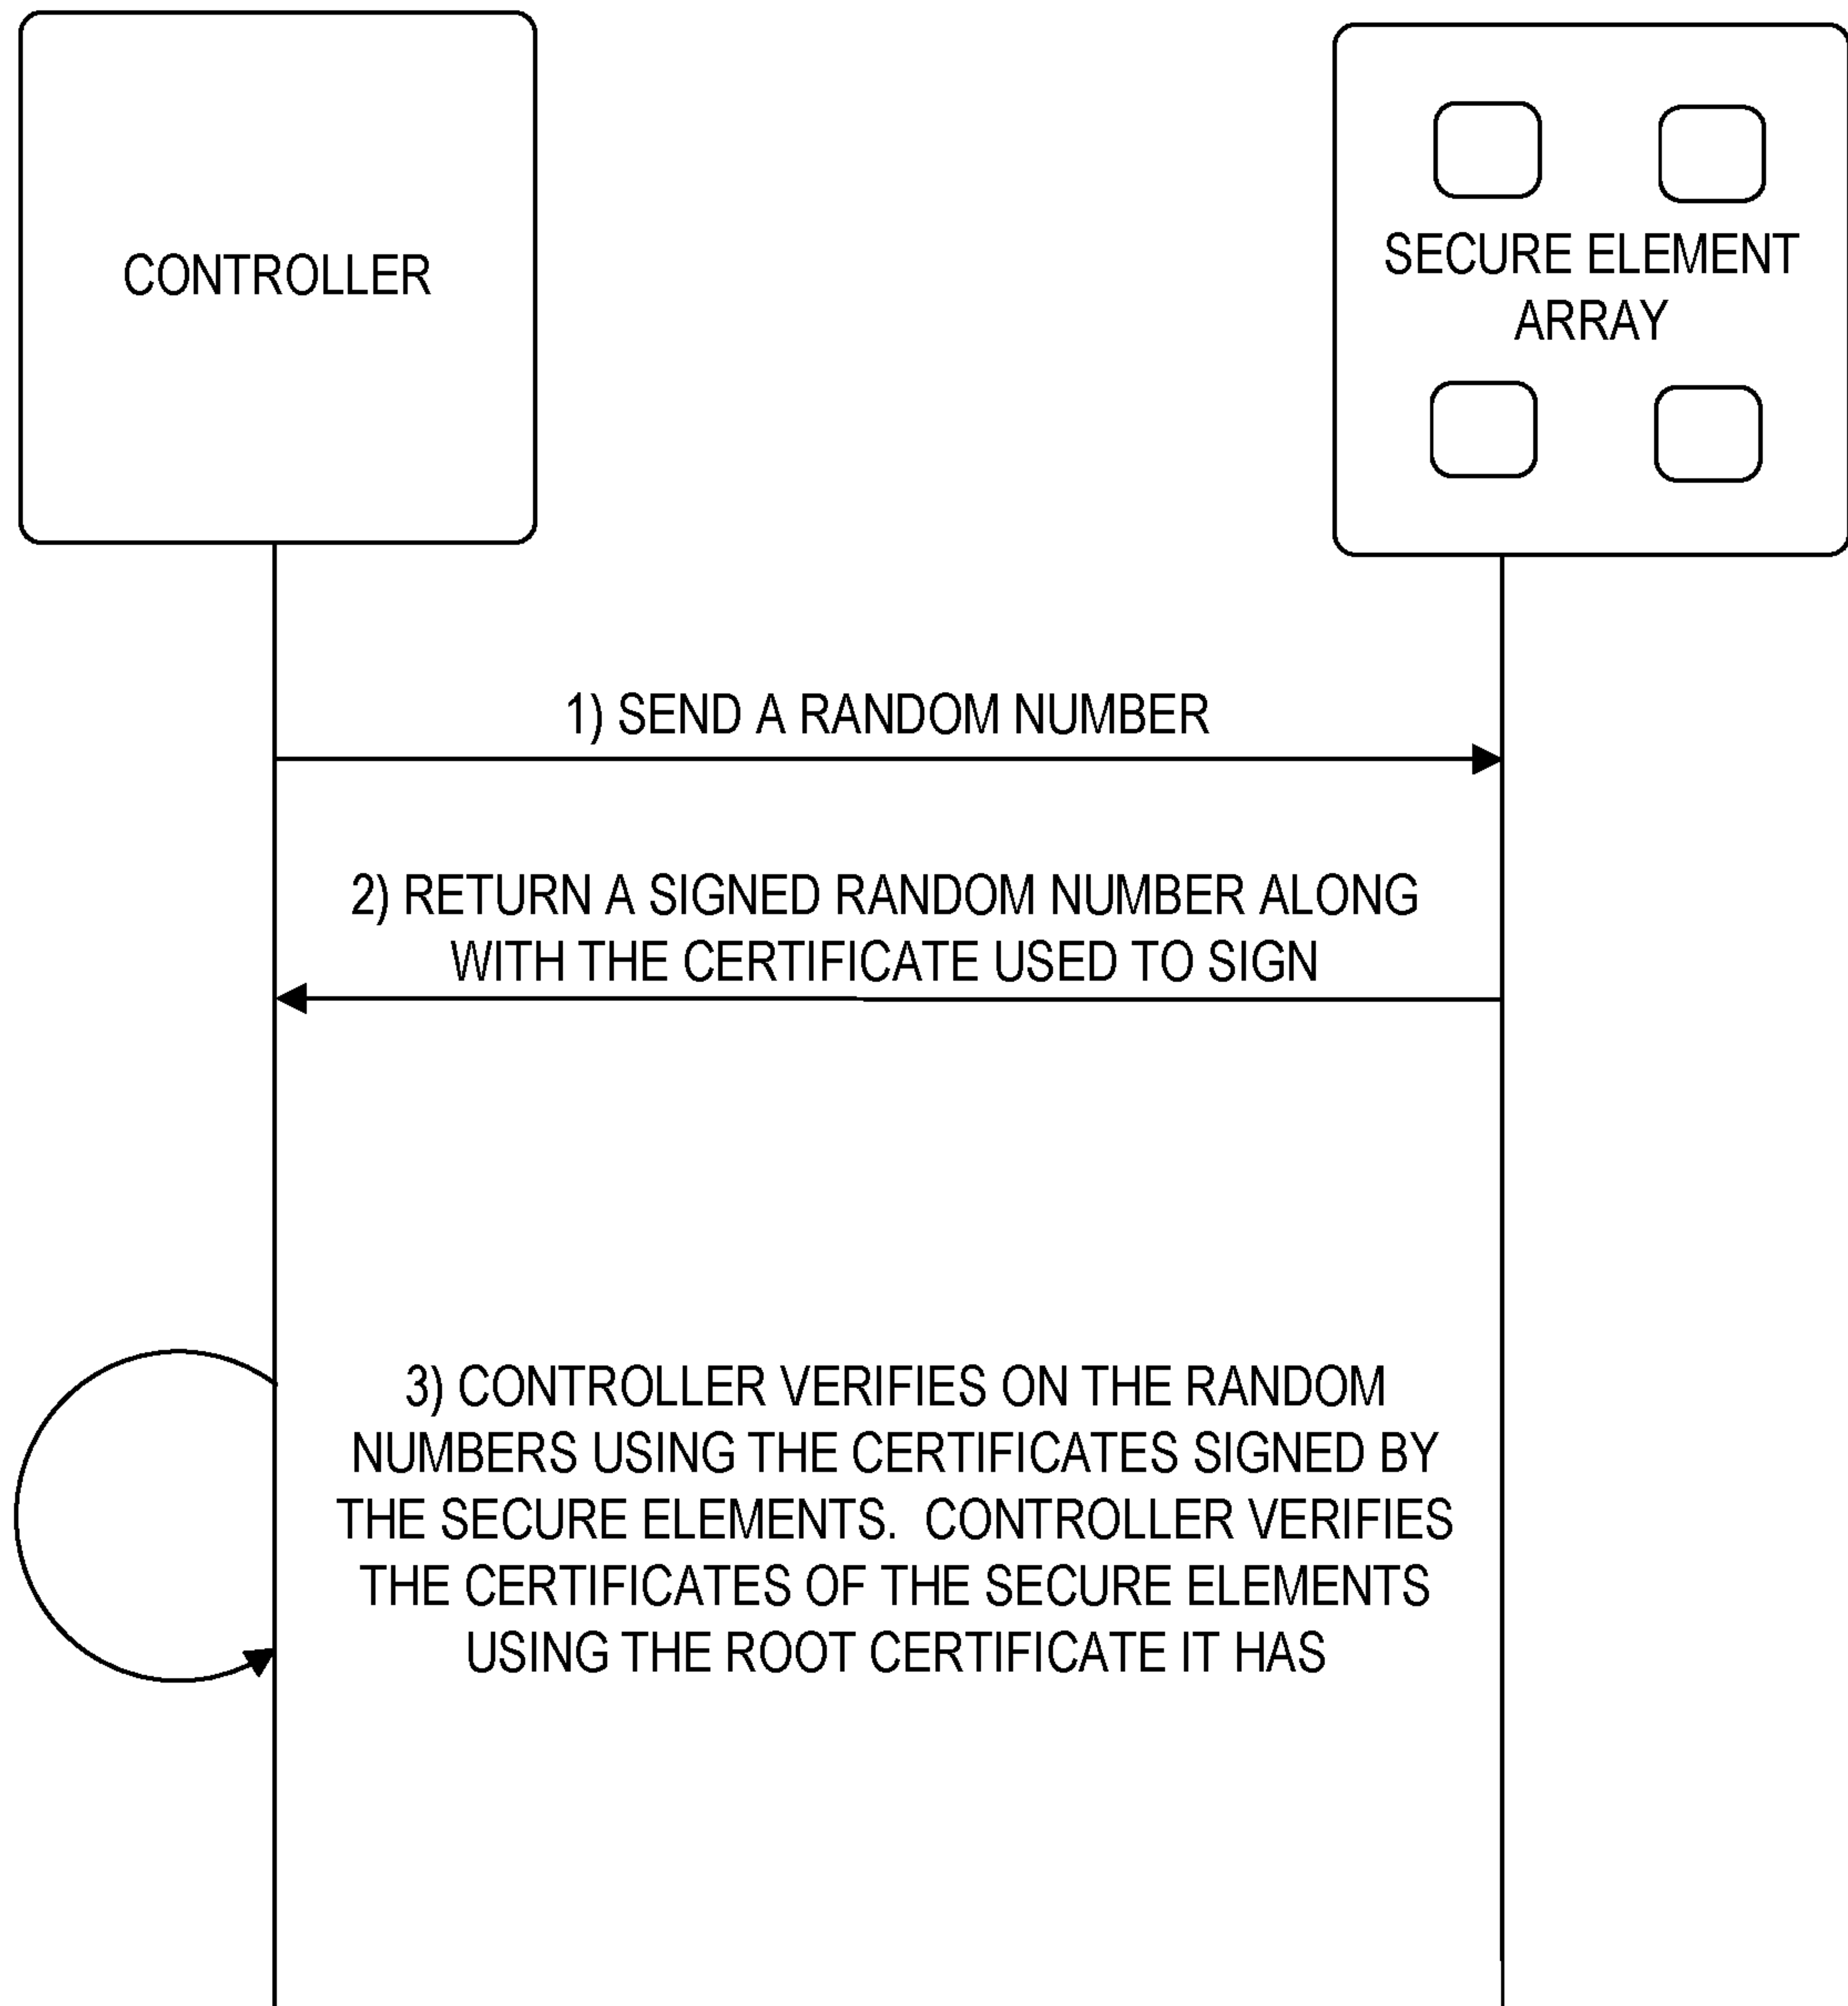 CONTROLLER
SECURE ELEMENT
ARRAY
1) SEND A RANDOM NUMBER
2) RETURN A SIGNED RANDOM NUMBER ALONG
WITH THE CERTIFICATE USED TO SIGN
3) CONTROLLER VERIFIES ON THE RANDOM
NUMBERS USING THE CERTIFICATES SIGNED BY
THE SECURE ELEMENTS.  CONTROLLER VERIFIES
THE CERTIFICATES OF THE SECURE ELEMENTS
USING THE ROOT CERTIFICATE IT HAS